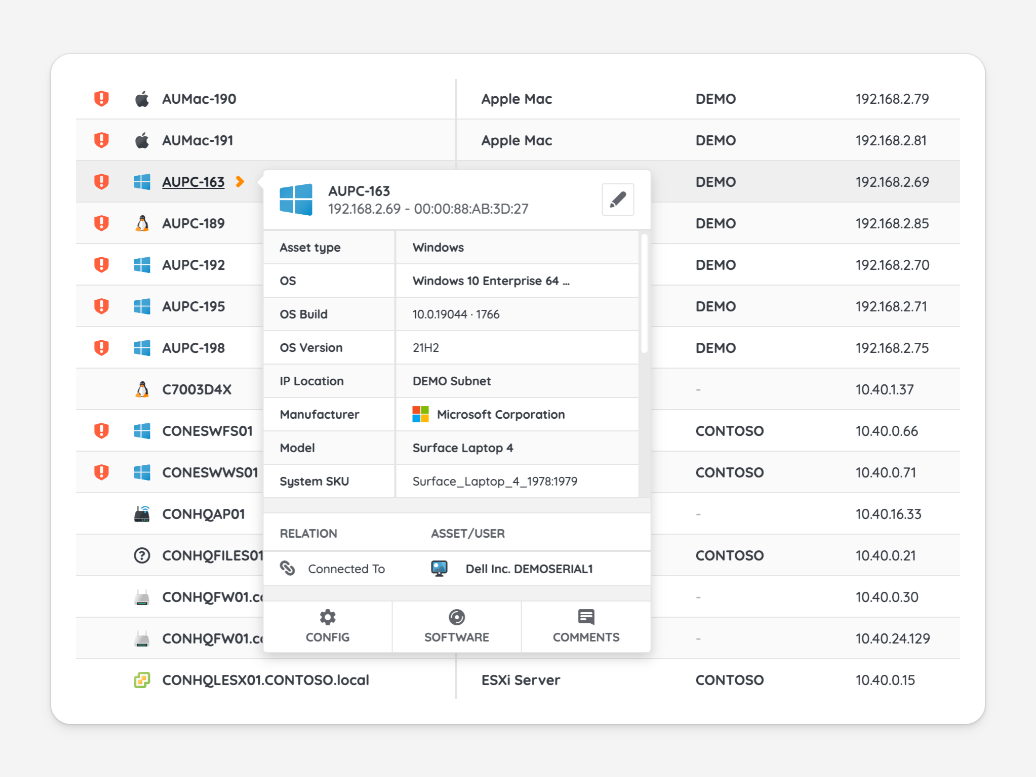 AUMac-190 Apple Mac DEMO 192.168.2.79
AUMac-191 Apple Mac DEMO 192.168.2.81
AUPC-163 DEMO 192.168.2.69
AUPC-189 DEMO 192.168.2.85
AUPC-192 DEMO 192.168.2.70
AUPC-195 DEMO 192.168.2.71
AUPC-198 DEMO 192.168.2.75
C7003D4X - 10.40.1.37
CONESWFS01 CONTOSO 10.40.0.66
CONESWWS01 CONTOSO 10.40.0.71
CONHQAP01 - 10.40.16.33
CONHQFILES01 CONTOSO 10.40.0.21
CONHQFW01.co - 10.40.0.30
CONHQFW01.co - 10.40.24.129
CONHQLESX01.CONTOSO.local ESXi Server CONTOSO 10.40.0.15
AUPC-163
192.168.2.69 - 00:00:88:AB:3D:27
Asset type Windows
OS Windows 10 Enterprise 64 ...
OS Build 10.0.19044 · 1766
OS Version 21H2
IP Location DEMO Subnet
Manufacturer Microsoft Corporation
Model Surface Laptop 4
System SKU Surface_Laptop_4_1978:1979
RELATION ASSET/USER
Connected To Dell Inc. DEMOSERIAL1
CONFIG SOFTWARE COMMENTS